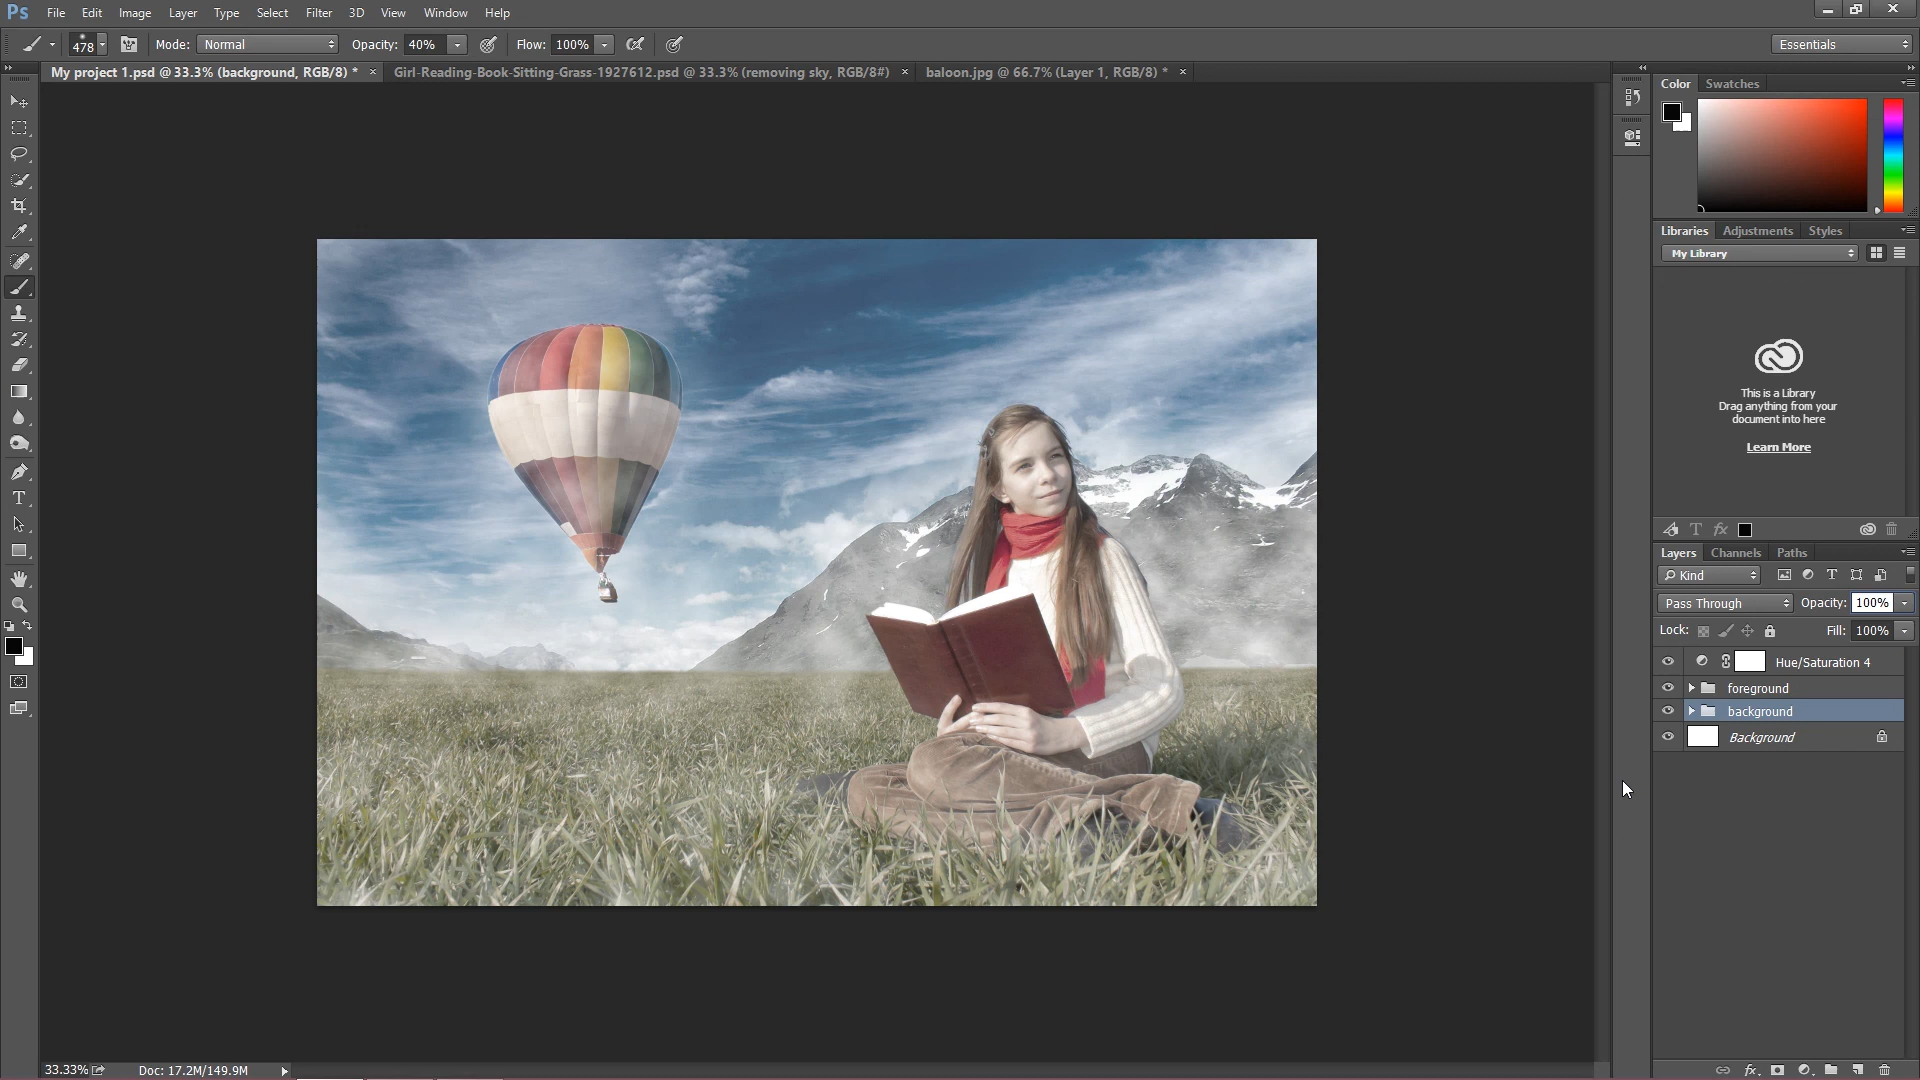 Ps File Edit Image Layer Type Select Filter 3D View Window Help
478 Mode: Normal Opacity: 40% Flow: 100% Essentials
My project 1.psd @ 33.3% (background, RGB/8) * × Girl-Reading-Book-Sitting-Grass-1927612.psd @ 33.3% (removing sky, RGB/8#) × baloon.jpg @ 66.7% (Layer 1, RGB/8) * ×
Color Swatches
Libraries Adjustments Styles
My Library
This is a Library
Drag anything from your
document into here
Learn More
Layers Channels Paths
Kind
Pass Through Opacity: 100%
Lock: Fill: 100%
Hue/Saturation 4
foreground
background
Background
33.33% Doc: 17.2M/149.9M